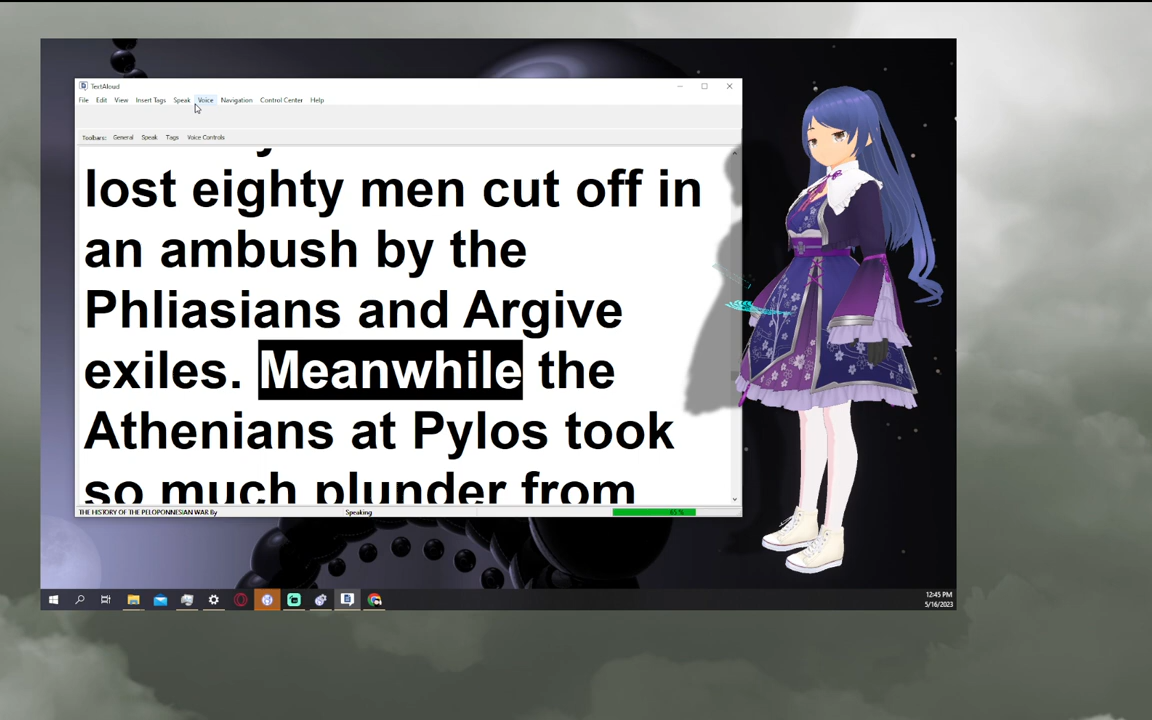 TextAloud
File Edit View Insert Tags Speak Voice Navigation Control Center Help
Toolbars: General Speak Tags Voice Controls
lost eighty men cut off in
an ambush by the
Phliasians and Argive
exiles. Meanwhile the
Athenians at Pylos took
so much plunder from
THE HISTORY OF THE PELOPONNESIAN WAR By Speaking 65 %
12:45 PM
5/16/2023